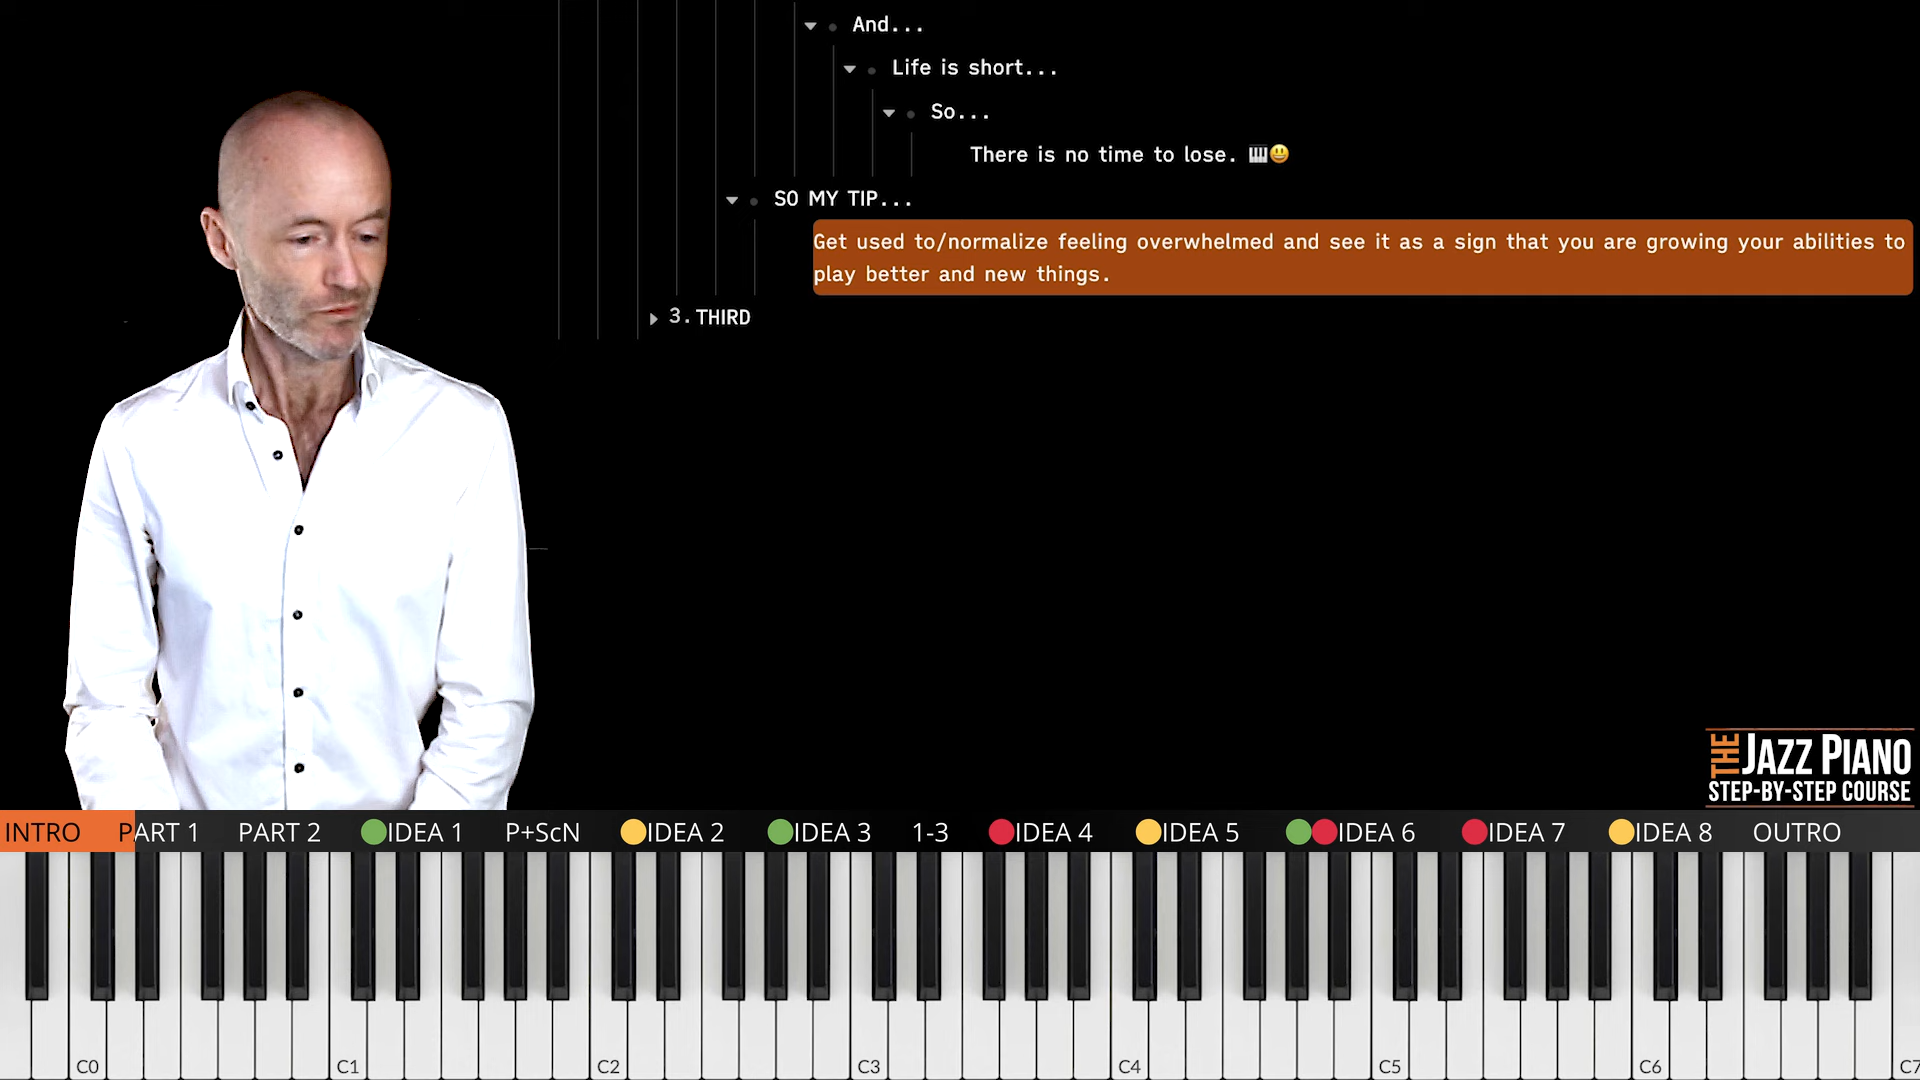 And...
Life is short...
So...
There is no time to lose. 🎹😃
SO MY TIP...
Get used to/normalize feeling overwhelmed and see it as a sign that you are growing your abilities to
play better and new things.
3. THIRD
THE JAZZ PIANO
STEP-BY-STEP COURSE
INTRO PART 1 PART 2 IDEA 1 P+ScN IDEA 2 IDEA 3 1-3 IDEA 4 IDEA 5 IDEA 6 IDEA 7 IDEA 8 OUTRO
C0 C1 C2 C3 C4 C5 C6 C7